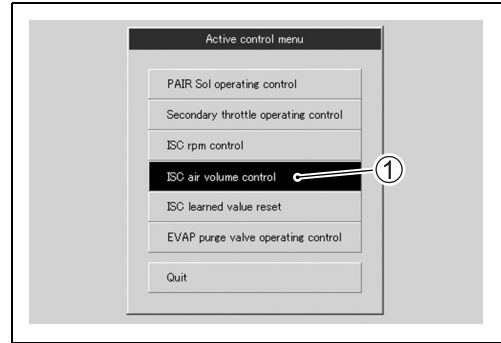 Active control menu
PAIR Sol operating control
Secondary throttle operating control
ISC rpm control
ISC air volume control
1
ISC learned value reset
EVAP purge valve operating control
Quit